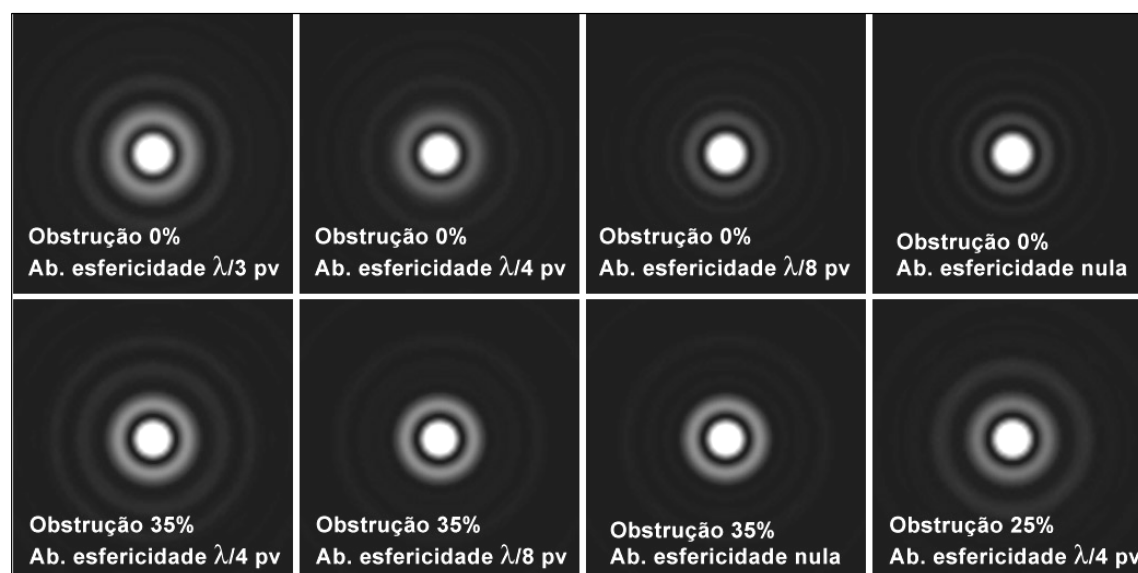 Obstrução 0%
Ab. esfericidade λ/3 pv
Obstrução 0%
Ab. esfericidade λ/4 pv
Obstrução 0%
Ab. esfericidade λ/8 pv
Obstrução 0%
Ab. esfericidade nula
Obstrução 35%
Ab. esfericidade λ/4 pv
Obstrução 35%
Ab. esfericidade λ/8 pv
Obstrução 35%
Ab. esfericidade nula
Obstrução 25%
Ab. esfericidade λ/4 pv